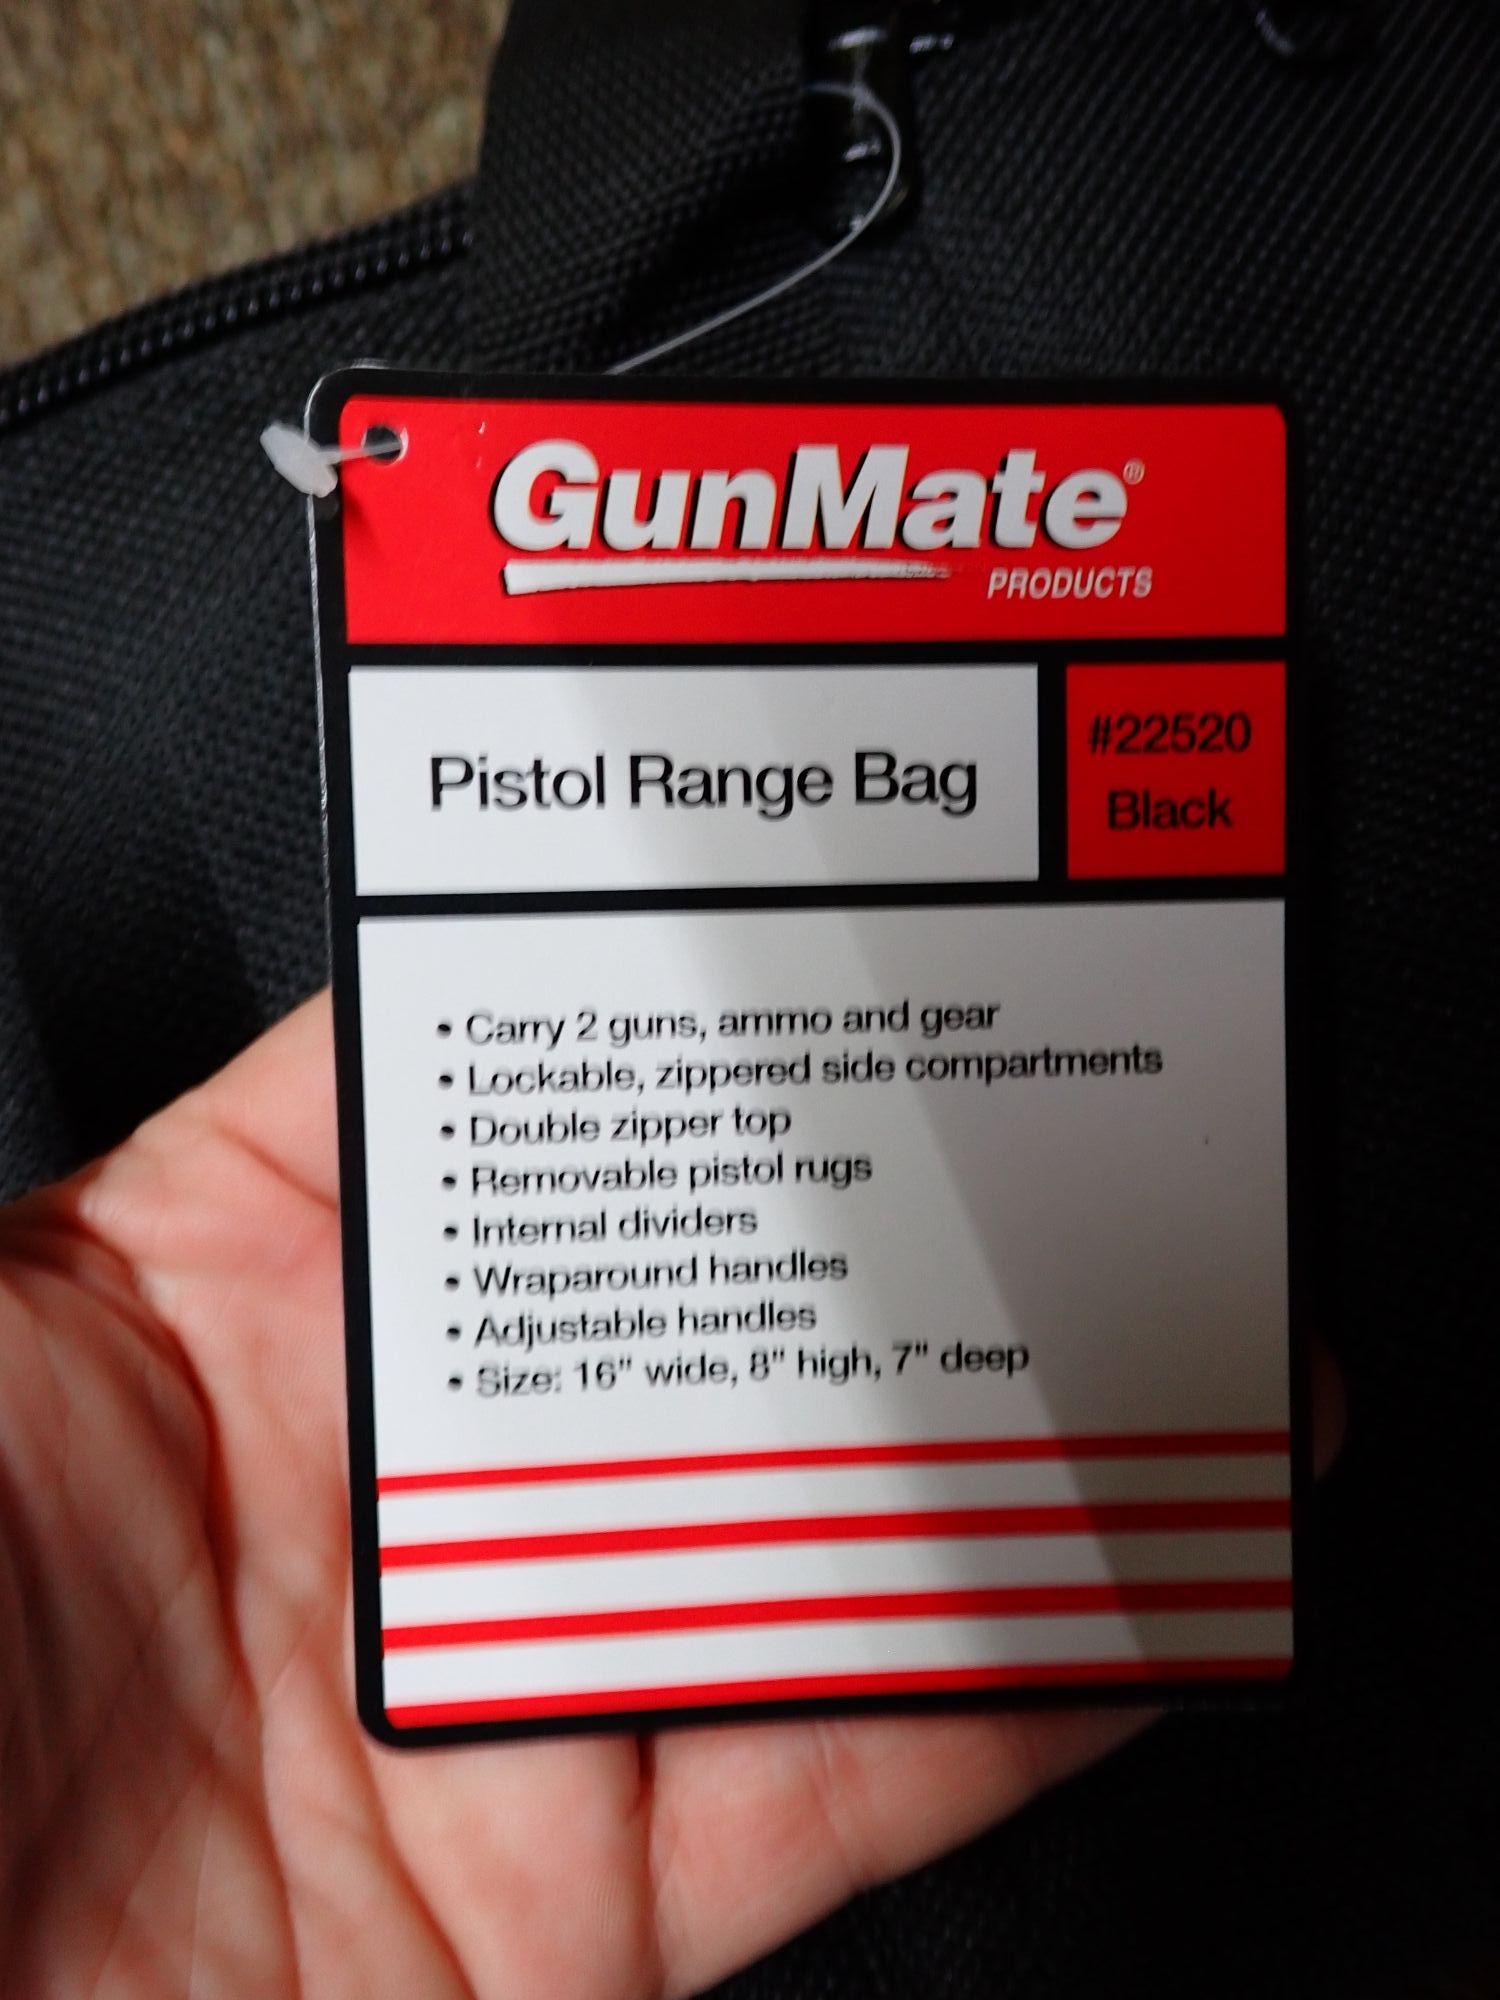 GunMate®
PRODUCTS
Pistol Range Bag
#22520
Black
• Carry 2 guns, ammo and gear
• Lockable, zippered side compartments
• Double zipper top
• Removable pistol rugs
• Internal dividers
• Wraparound handles
• Adjustable handles
• Size: 16" wide, 8" high, 7" deep